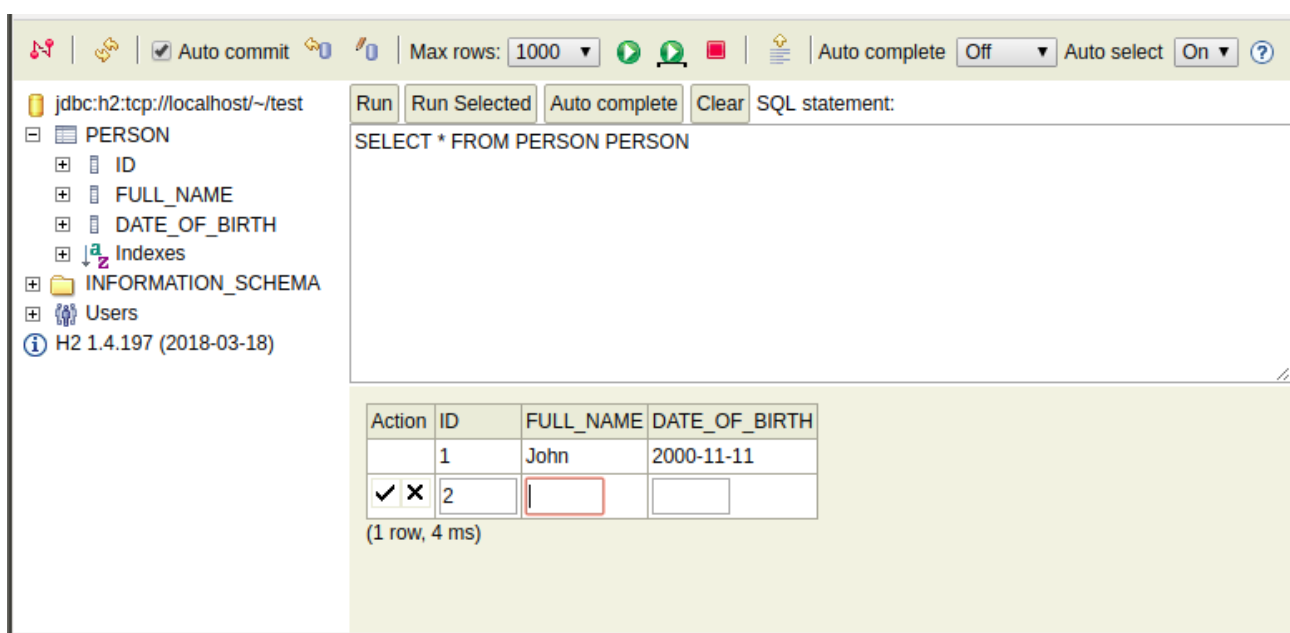 Auto commit Max rows: 1000 Auto complete Off Auto select On ?
jdbc:h2:tcp://localhost/~/test
PERSON
ID
FULL_NAME
DATE_OF_BIRTH
Indexes
INFORMATION_SCHEMA
Users
H2 1.4.197 (2018-03-18)
Run Run Selected Auto complete Clear SQL statement:
SELECT * FROM PERSON PERSON
Action ID FULL_NAME DATE_OF_BIRTH
1 John 2000-11-11
2
(1 row, 4 ms)